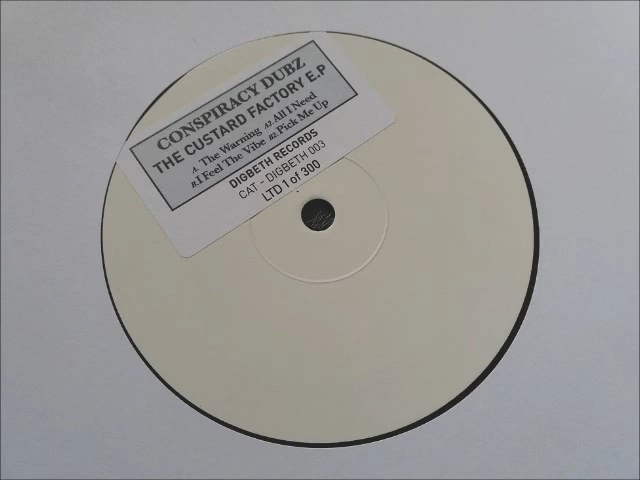 CONSPIRACY DUBZ
THE CUSTARD FACTORY E.P
A. The Warning A2. All I Need
B. I Feel The Vibe B2. Pick Me Up
DIGBETH RECORDS
CAT - DIGBETH 003
LTD 1 of 300